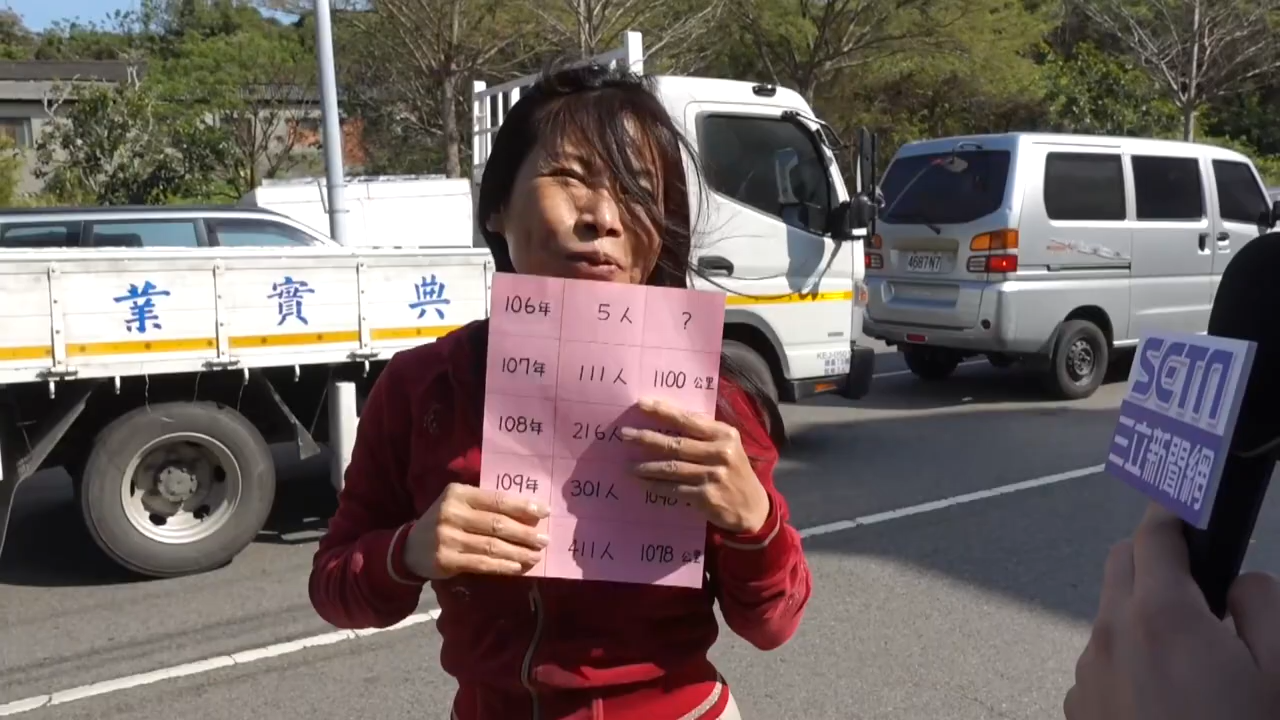 業 實 典
4687N7
106年 5人 ?
107年 111人 1100公里
108年 216人
109年 301人
411人 1078公里
SETN
三立新聞網